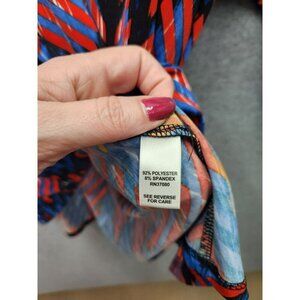 92% POLYESTER
8% SPANDEX
RN37080
SEE REVERSE
FOR CARE